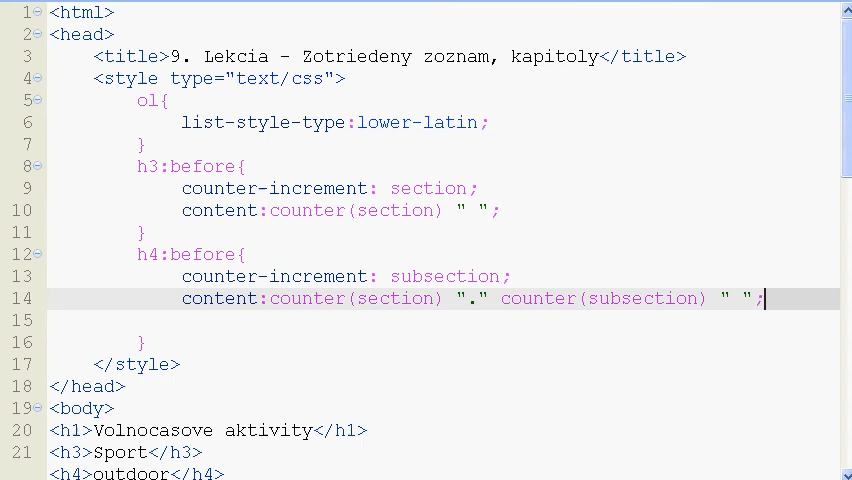 1 <html>
2 <head>
3 <title>9. Lekcia - Zotriedeny zoznam, kapitoly</title>
4 <style type="text/css">
5 ol{
6 list-style-type:lower-latin;
7 }
8 h3:before{
9 counter-increment: section;
10 content:counter(section) " ";
11 }
12 h4:before{
13 counter-increment: subsection;
14 content:counter(section) "." counter(subsection) " ";
15
16 }
17 </style>
18 </head>
19 <body>
20 <h1>Volnocasove aktivity</h1>
21 <h3>Sport</h3>
<h4>outdoor</h4>